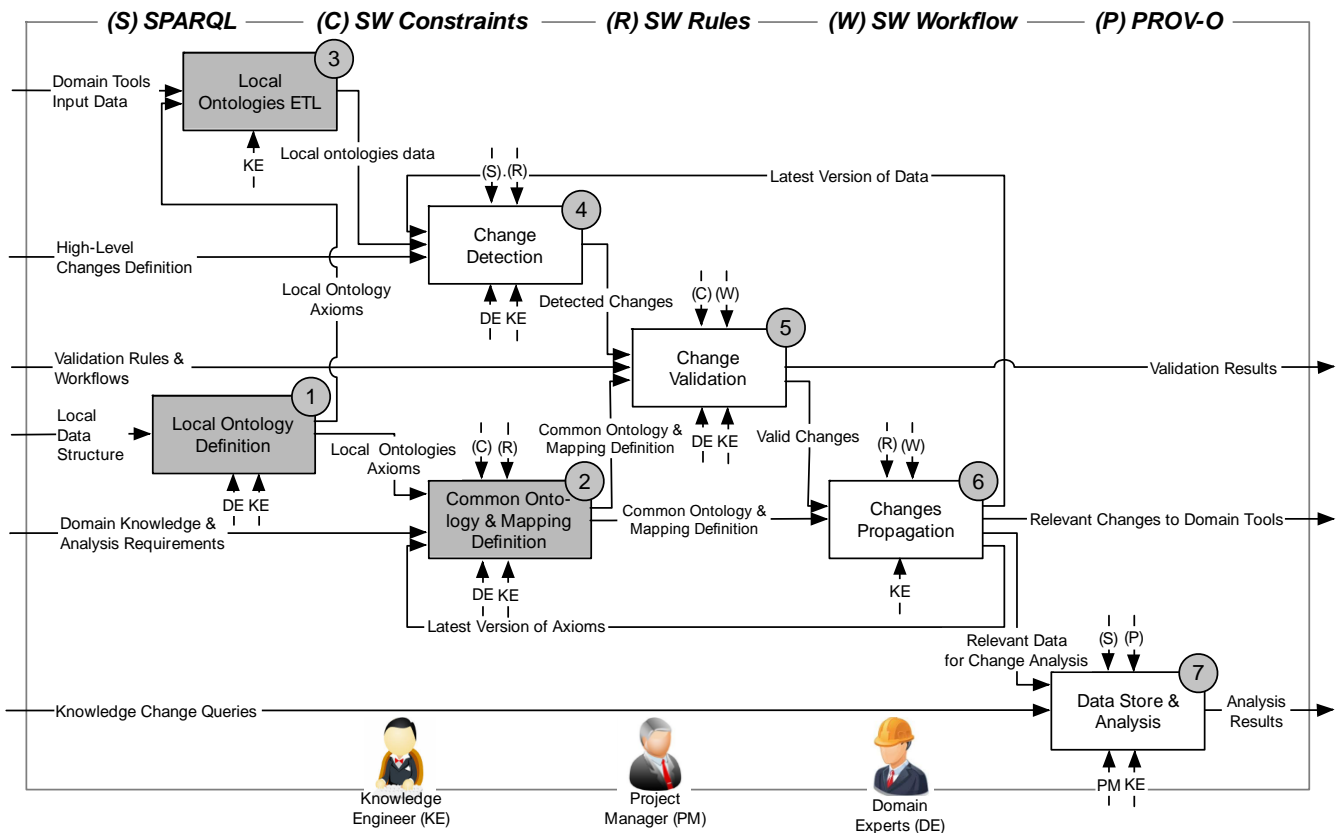 (S) SPARQL
(C) SW Constraints
(R) SW Rules
(W) SW Workflow
(P) PROV-O
3
Local
Ontologies ETL
Domain Tools
Input Data
KE
Local ontologies data
(S)
(R)
Latest Version of Data
4
Change
Detection
High-Level
Changes Definition
Local Ontology
Axioms
DE
KE
Detected Changes
(C)
(W)
5
Change
Validation
Validation Rules &
Workflows
Validation Results
1
Local Ontology
Definition
Local
Data
Structure
DE
KE
Local Ontologies
Axioms
(C)
(R)
Common Ontology &
Mapping Definition
DE
KE
Valid Changes
(R)
(W)
2
Common Onto-
logy & Mapping
Definition
Domain Knowledge &
Analysis Requirements
Common Ontology &
Mapping Definition
6
Changes
Propagation
Relevant Changes to Domain Tools
DE
KE
KE
Latest Version of Axioms
Relevant Data
for Change Analysis
(S)
(P)
7
Data Store &
Analysis
Knowledge Change Queries
Analysis
Results
PM
KE
Knowledge
Engineer (KE)
Project
Manager (PM)
Domain
Experts (DE)